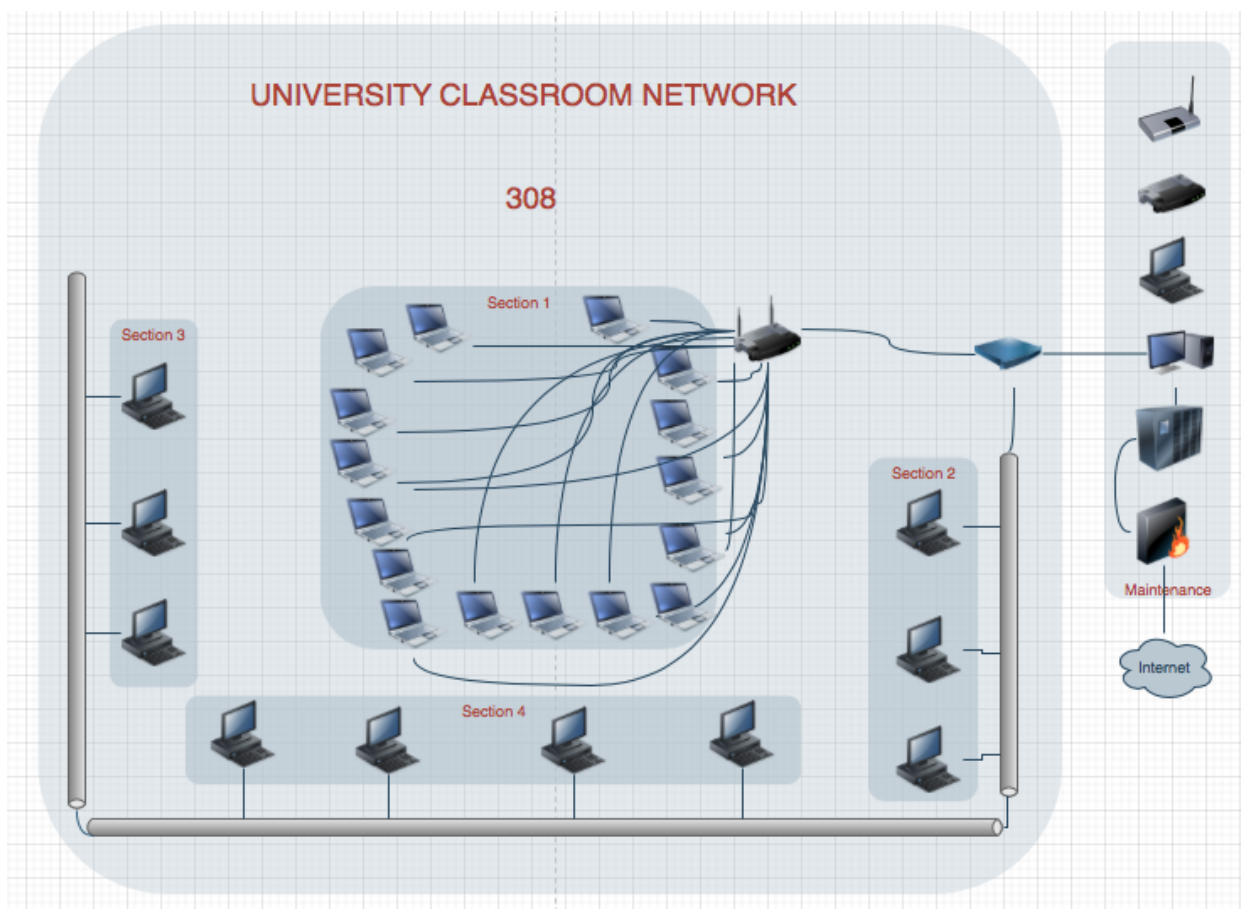 UNIVERSITY CLASSROOM NETWORK
308
Section 1
Section 3
Section 2
Section 4
Maintenance
Internet